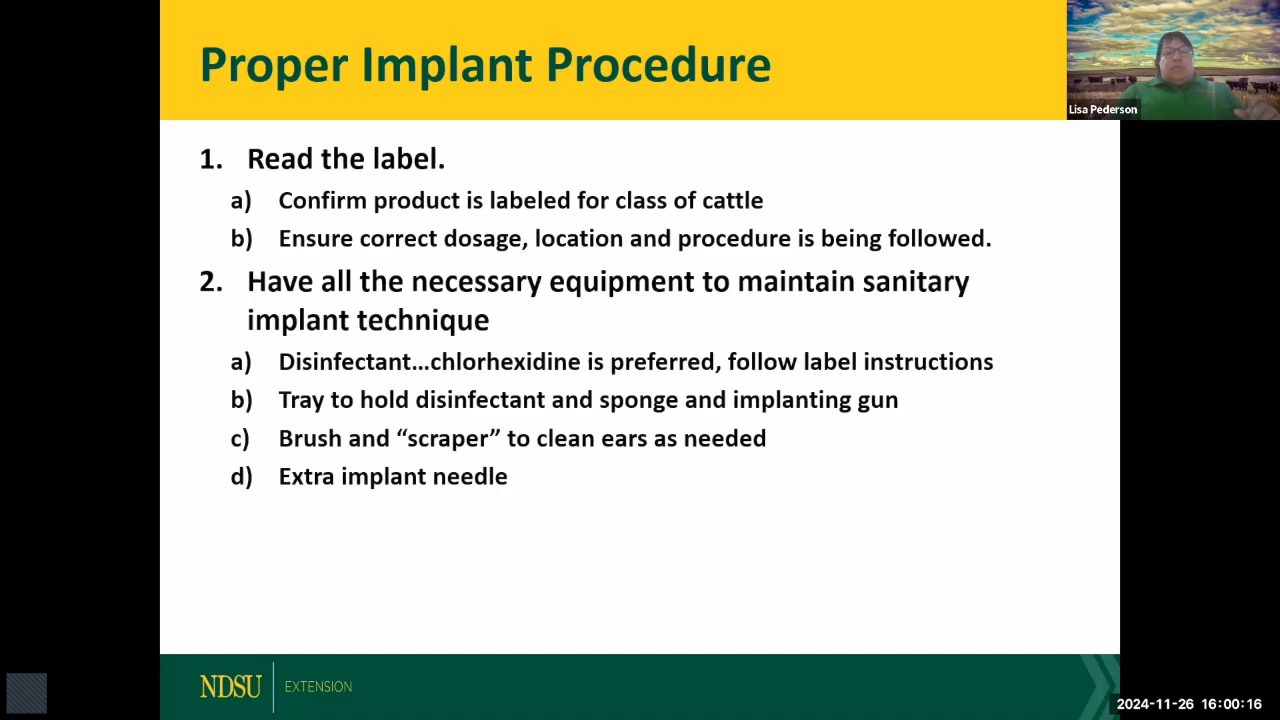 Proper Implant Procedure
Lisa Pederson
1. Read the label.
a) Confirm product is labeled for class of cattle
b) Ensure correct dosage, location and procedure is being followed.
2. Have all the necessary equipment to maintain sanitary
implant technique
a) Disinfectant…chlorhexidine is preferred, follow label instructions
b) Tray to hold disinfectant and sponge and implanting gun
c) Brush and “scraper” to clean ears as needed
d) Extra implant needle
NDSU EXTENSION
2024-11-26 16:00:16